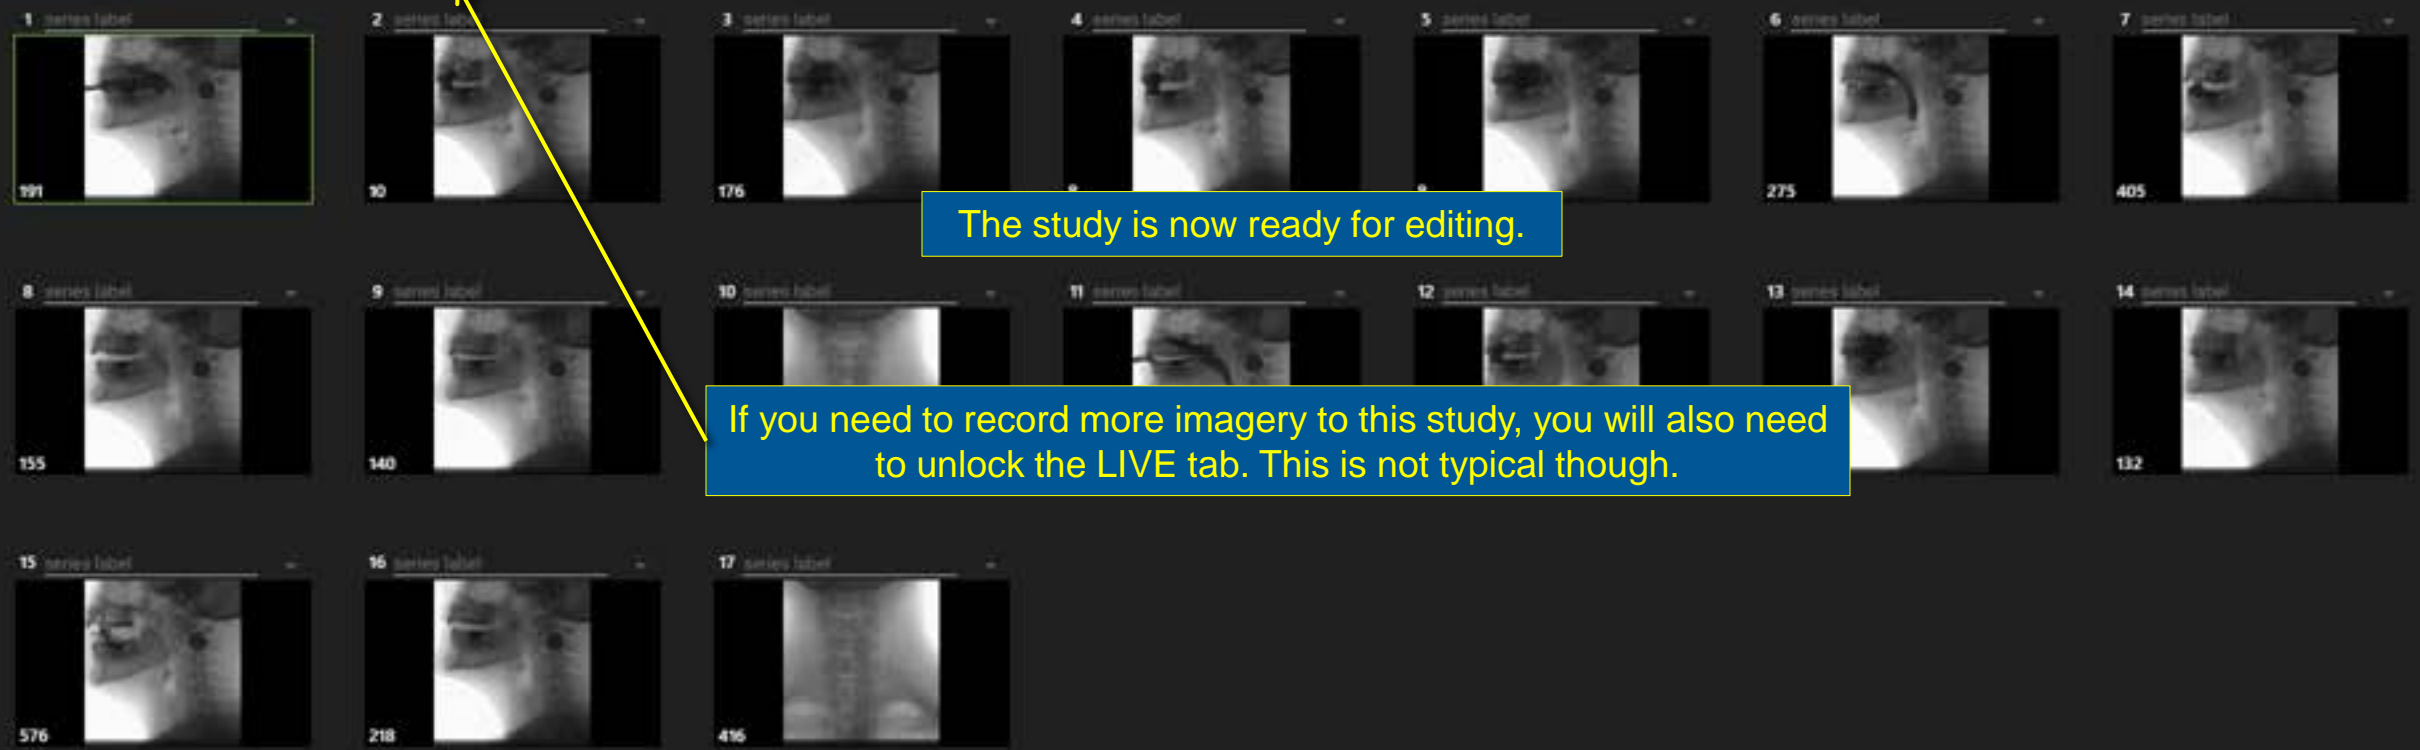 1 series label
2 series label
3 series label
4 series label
5 series label
6 series label
7 series label
191
10
176
275
405
The study is now ready for editing.
8 series label
9 series label
10 series label
11 series label
12 series label
13 series label
14 series label
155
140
132
If you need to record more imagery to this study, you will also need
to unlock the LIVE tab. This is not typical though.
15 series label
16 series label
17 series label
576
218
416